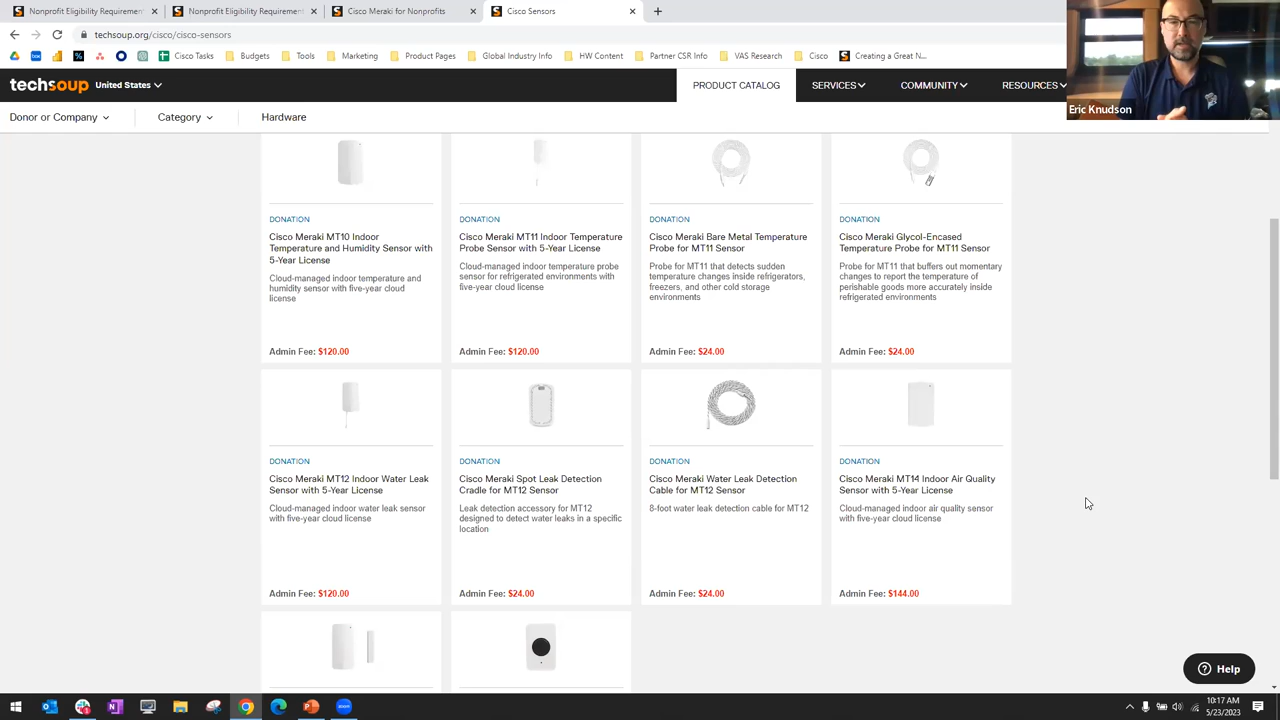 Nonprofit Eligibility Requirement
Nonprofit Eligibility Requirement
Cisco Meraki for Nonprofits
Cisco Sensors
techsoup.org/cisco/cisco-sensors
Cisco Tasks
Budgets
Tools
Marketing
Product Pages
Global Industry Info
HW Content
Partner CSR Info
VAS Research
Cisco
Creating a Great N...
techsoup
United States
PRODUCT CATALOG
SERVICES
COMMUNITY
RESOURCES
Eric Knudson
Donor or Company
Category
Hardware
DONATION
Cisco Meraki MT10 Indoor
Temperature and Humidity Sensor with
5-Year License
Cloud-managed indoor temperature and
humidity sensor with five-year cloud
license
Admin Fee: $120.00
DONATION
Cisco Meraki MT11 Indoor Temperature
Probe Sensor with 5-Year License
Cloud-managed indoor temperature probe
sensor for refrigerated environments with
five-year cloud license
Admin Fee: $120.00
DONATION
Cisco Meraki Bare Metal Temperature
Probe for MT11 Sensor
Probe for MT11 that detects sudden
temperature changes inside refrigerators,
freezers, and other cold storage
environments
Admin Fee: $24.00
DONATION
Cisco Meraki Glycol-Encased
Temperature Probe for MT11 Sensor
Probe for MT11 that buffers out momentary
changes to report the temperature of
perishable goods more accurately inside
refrigerated environments
Admin Fee: $24.00
DONATION
Cisco Meraki MT12 Indoor Water Leak
Sensor with 5-Year License
Cloud-managed indoor water leak sensor
with five-year cloud license
Admin Fee: $120.00
DONATION
Cisco Meraki Spot Leak Detection
Cradle for MT12 Sensor
Leak detection accessory for MT12
designed to detect water leaks in a specific
location
Admin Fee: $24.00
DONATION
Cisco Meraki Water Leak Detection
Cable for MT12 Sensor
8-foot water leak detection cable for MT12
Admin Fee: $24.00
DONATION
Cisco Meraki MT14 Indoor Air Quality
Sensor with 5-Year License
Cloud-managed indoor air quality sensor
with five-year cloud license
Admin Fee: $144.00
Help
10:17 AM
5/23/2023